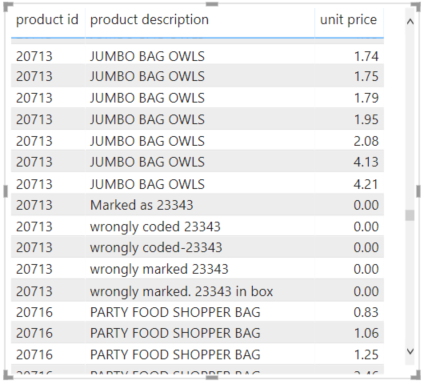 product id product description unit price
20713 JUMBO BAG OWLS 1.74
20713 JUMBO BAG OWLS 1.75
20713 JUMBO BAG OWLS 1.79
20713 JUMBO BAG OWLS 1.95
20713 JUMBO BAG OWLS 2.08
20713 JUMBO BAG OWLS 4.13
20713 JUMBO BAG OWLS 4.21
20713 Marked as 23343 0.00
20713 wrongly coded 23343 0.00
20713 wrongly coded-23343 0.00
20713 wrongly marked 23343 0.00
20713 wrongly marked. 23343 in box 0.00
20716 PARTY FOOD SHOPPER BAG 0.83
20716 PARTY FOOD SHOPPER BAG 1.06
20716 PARTY FOOD SHOPPER BAG 1.25
20716 PARTY FOOD SHOPPER BAG